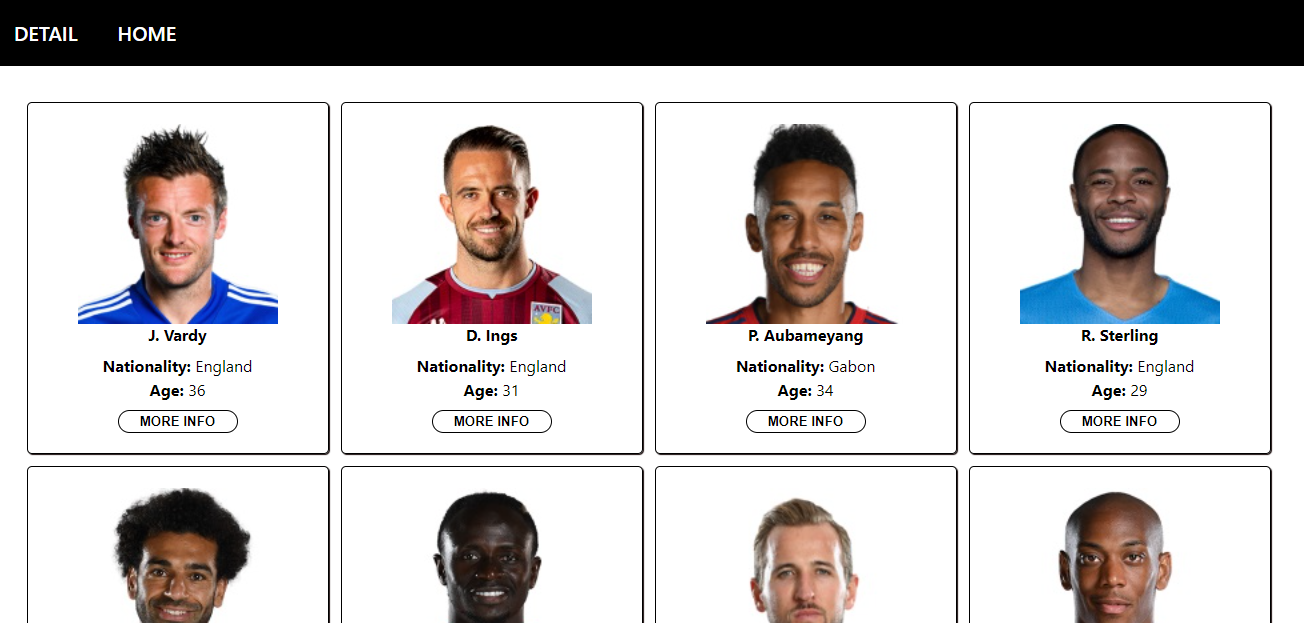 DETAIL HOME
J. Vardy
Nationality: England
Age: 36
MORE INFO
AVFC
D. Ings
Nationality: England
Age: 31
MORE INFO
P. Aubameyang
Nationality: Gabon
Age: 34
MORE INFO
R. Sterling
Nationality: England
Age: 29
MORE INFO